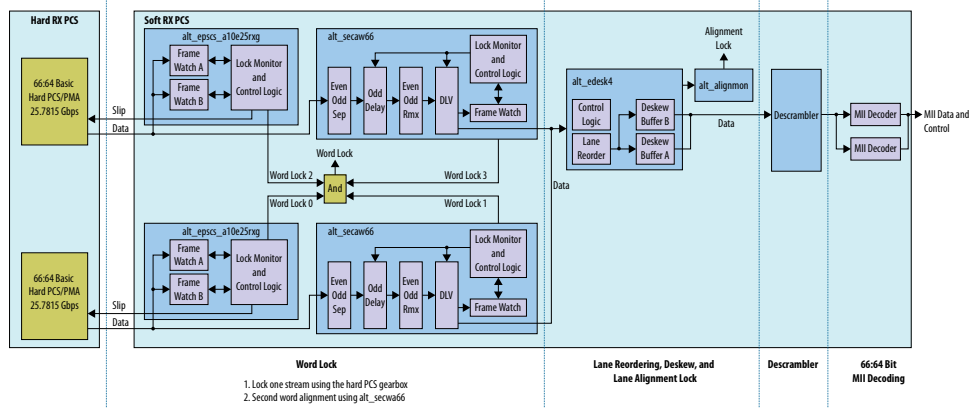 Hard RX PCS
66:64 Basic
Hard PCS/PMA
25.7815 Gbps
66:64 Basic
Hard PCS/PMA
25.7815 Gbps
Slip
Data
Slip
Data
Soft RX PCS
alt_epscs_a10e25rxg
Frame
Watch A
Frame
Watch B
Lock Monitor
and
Control Logic
alt_secaw66
Even
Odd
Sep
Odd
Delay
Even
Odd
Rmx
DLV
Lock Monitor
and
Control Logic
Frame Watch
Word Lock
And
Word Lock 2
Word Lock 3
Word Lock 0
Word Lock 1
alt_epscs_a10e25rxg
Frame
Watch A
Frame
Watch B
Lock Monitor
and
Control Logic
alt_secaw66
Even
Odd
Sep
Odd
Delay
Even
Odd
Rmx
DLV
Lock Monitor
and
Control Logic
Frame Watch
Data
alt_edesk4
Control
Logic
Lane
Reorder
Deskew
Buffer B
Deskew
Buffer A
Alignment
Lock
alt_alignmon
Data
Descrambler
MII Decoder
MII Decoder
MII Data and
Control
Word Lock
1. Lock one stream using the hard PCS gearbox
2. Second word alignment using alt_secwa66
Lane Reordering, Deskew, and
Lane Alignment Lock
Descrambler
66:64 Bit
MII Decoding